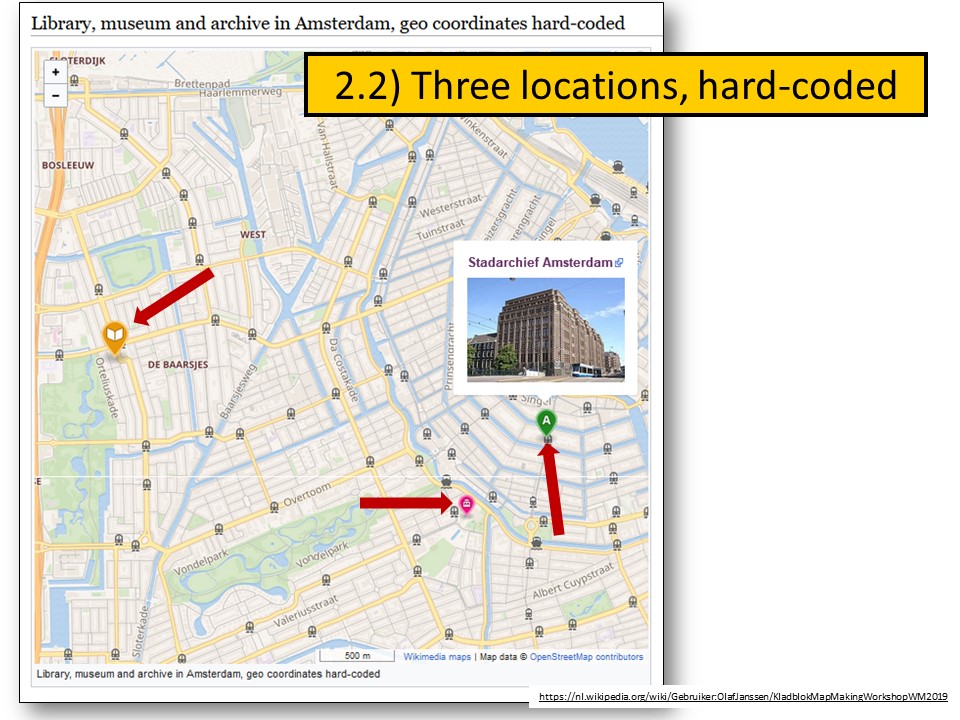 Library, museum and archive in Amsterdam, geo coordinates hard-coded
2.2) Three locations, hard-coded
SLOTERDIJK
+
−
Brettenpad
Haarlemmerweg
Van Hallstraat
BOSLEEUW
Westerstraat
Tuinstraat
WEST
Singel
Stadarchief Amsterdam
DE BAARSJES
Orteliuskade
Baarsjesweg
Da Costakade
Prinsengracht
Singel
A
Overtoom
Vondelpark
Vondelpark
Albert Cuypstraat
Valeriusstraat
Sloterkade
500 m
Wikimedia maps | Map data © OpenStreetMap contributors
Library, museum and archive in Amsterdam, geo coordinates hard-coded
https://nl.wikipedia.org/wiki/Gebruiker:OlafJanssen/KladblokMapMakingWorkshopWM2019